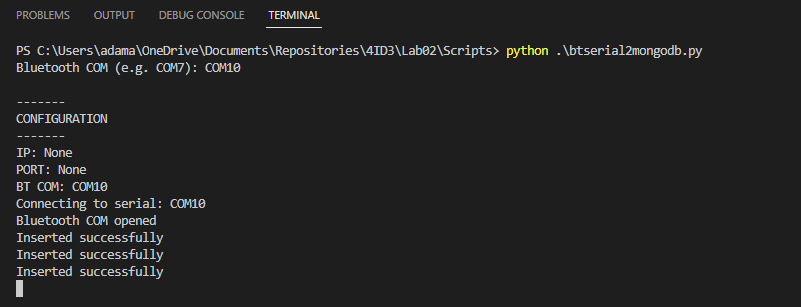 PROBLEMS OUTPUT DEBUG CONSOLE TERMINAL
PS C:\Users\adama\OneDrive\Documents\Repositories\4ID3\Lab02\Scripts> python .\btserial2mongodb.py
Bluetooth COM (e.g. COM7): COM10
-------
CONFIGURATION
-------
IP: None
PORT: None
BT COM: COM10
Connecting to serial: COM10
Bluetooth COM opened
Inserted successfully
Inserted successfully
Inserted successfully